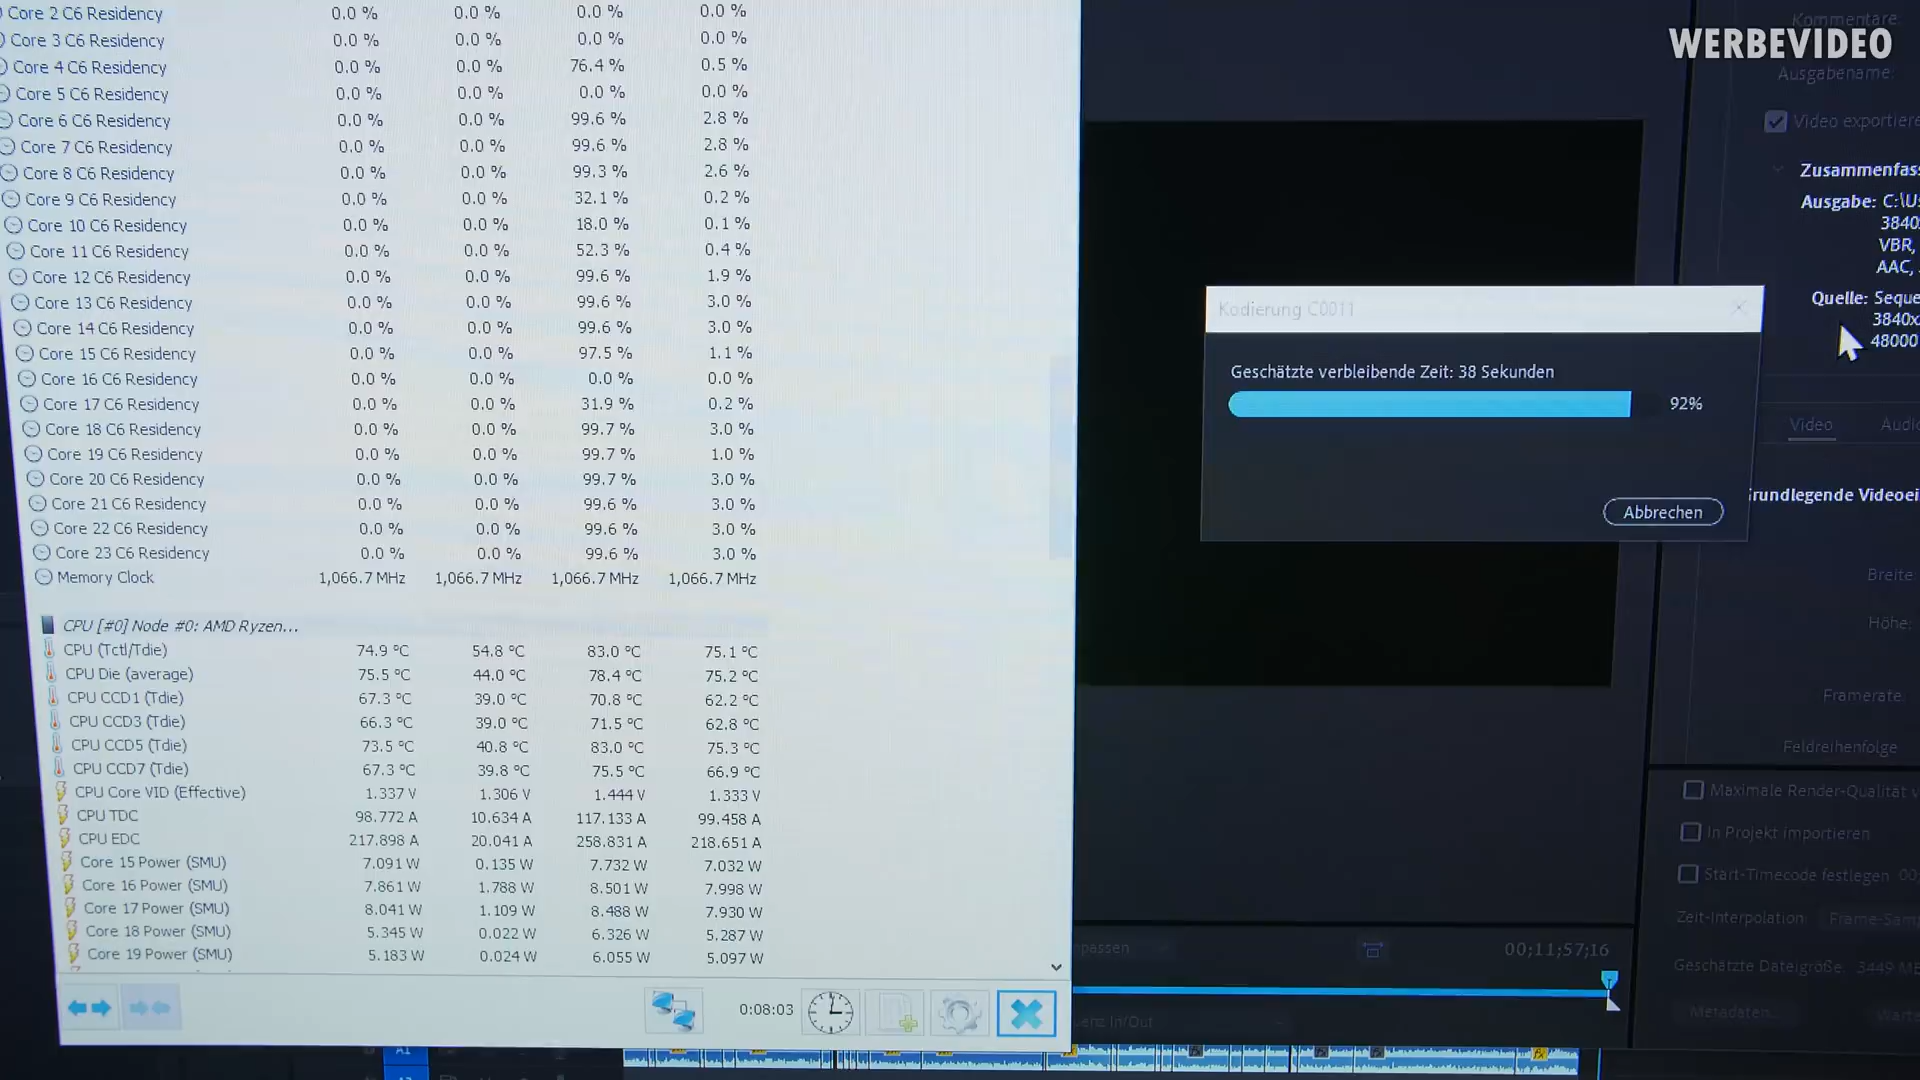 WERBEVIDEO
Core 2 C6 Residency 0.0 % 0.0 % 0.0 % 0.0 %
Core 3 C6 Residency 0.0 % 0.0 % 0.0 % 0.0 %
Core 4 C6 Residency 0.0 % 0.0 % 76.4 % 0.5 %
Core 5 C6 Residency 0.0 % 0.0 % 0.0 % 0.0 %
Core 6 C6 Residency 0.0 % 0.0 % 99.6 % 2.8 %
Core 7 C6 Residency 0.0 % 0.0 % 99.6 % 2.8 %
Core 8 C6 Residency 0.0 % 0.0 % 99.3 % 2.6 %
Core 9 C6 Residency 0.0 % 0.0 % 32.1 % 0.2 %
Core 10 C6 Residency 0.0 % 0.0 % 18.0 % 0.1 %
Core 11 C6 Residency 0.0 % 0.0 % 52.3 % 0.4 %
Core 12 C6 Residency 0.0 % 0.0 % 99.6 % 1.9 %
Core 13 C6 Residency 0.0 % 0.0 % 99.6 % 3.0 %
Core 14 C6 Residency 0.0 % 0.0 % 99.6 % 3.0 %
Core 15 C6 Residency 0.0 % 0.0 % 97.5 % 1.1 %
Core 16 C6 Residency 0.0 % 0.0 % 0.0 % 0.0 %
Core 17 C6 Residency 0.0 % 0.0 % 31.9 % 0.2 %
Core 18 C6 Residency 0.0 % 0.0 % 99.7 % 3.0 %
Core 19 C6 Residency 0.0 % 0.0 % 99.7 % 1.0 %
Core 20 C6 Residency 0.0 % 0.0 % 99.7 % 3.0 %
Core 21 C6 Residency 0.0 % 0.0 % 99.6 % 3.0 %
Core 22 C6 Residency 0.0 % 0.0 % 99.6 % 3.0 %
Core 23 C6 Residency 0.0 % 0.0 % 99.6 % 3.0 %
Memory Clock 1,066.7 MHz 1,066.7 MHz 1,066.7 MHz 1,066.7 MHz
CPU [#0] Node #0: AMD Ryzen...
CPU (Tctl/Tdie) 74.9 °C 54.8 °C 83.0 °C 75.1 °C
CPU Die (average) 75.5 °C 44.0 °C 78.4 °C 75.2 °C
CPU CCD1 (Tdie) 67.3 °C 39.0 °C 70.8 °C 62.2 °C
CPU CCD3 (Tdie) 66.3 °C 39.0 °C 71.5 °C 62.8 °C
CPU CCD5 (Tdie) 73.5 °C 40.8 °C 83.0 °C 75.3 °C
CPU CCD7 (Tdie) 67.3 °C 39.8 °C 75.5 °C 66.9 °C
CPU Core VID (Effective) 1.337 V 1.306 V 1.444 V 1.333 V
CPU TDC 98.772 A 10.634 A 117.133 A 99.458 A
CPU EDC 217.898 A 20.041 A 258.831 A 218.651 A
Core 15 Power (SMU) 7.091 W 0.135 W 7.732 W 7.032 W
Core 16 Power (SMU) 7.861 W 1.788 W 8.501 W 7.998 W
Core 17 Power (SMU) 8.041 W 1.109 W 8.488 W 7.930 W
Core 18 Power (SMU) 5.345 W 0.022 W 6.326 W 5.287 W
Core 19 Power (SMU) 5.183 W 0.024 W 6.055 W 5.097 W
0:08:03
A1
Kodierung C0011
Geschätzte verbleibende Zeit: 38 Sekunden
92%
Abbrechen
npassen
00;11;57;16
enz In/Out
Kommentare:
Ausgabename:
Video exportiere
Zusammenfass
Ausgabe: C:\Us
3840
VBR,
AAC,
Quelle: Seque
3840x
48000
Video Audio
Grundlegende Videoei
Breite:
Höhe:
Framerate
Feldreihenfolge
Maximale Render-Qualität v
In Projekt importieren
Start-Timecode festlegen 00
Zeit-Interpolation: Frame-Sam
Geschätzte Dateigröße: 3449 MB
Metadaten...
Warte